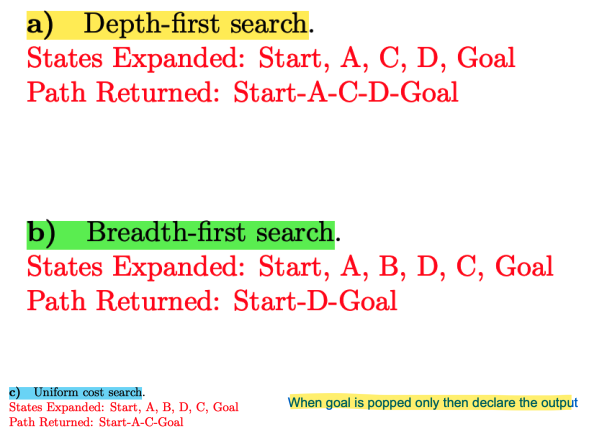 a) Depth-first search.
States Expanded: Start, A, C, D, Goal
Path Returned: Start-A-C-D-Goal
b) Breadth-first search.
States Expanded: Start, A, B, D, C, Goal
Path Returned: Start-D-Goal
c) Uniform cost search.
States Expanded: Start, A, B, D, C, Goal
Path Returned: Start-A-C-Goal
When goal is popped only then declare the output